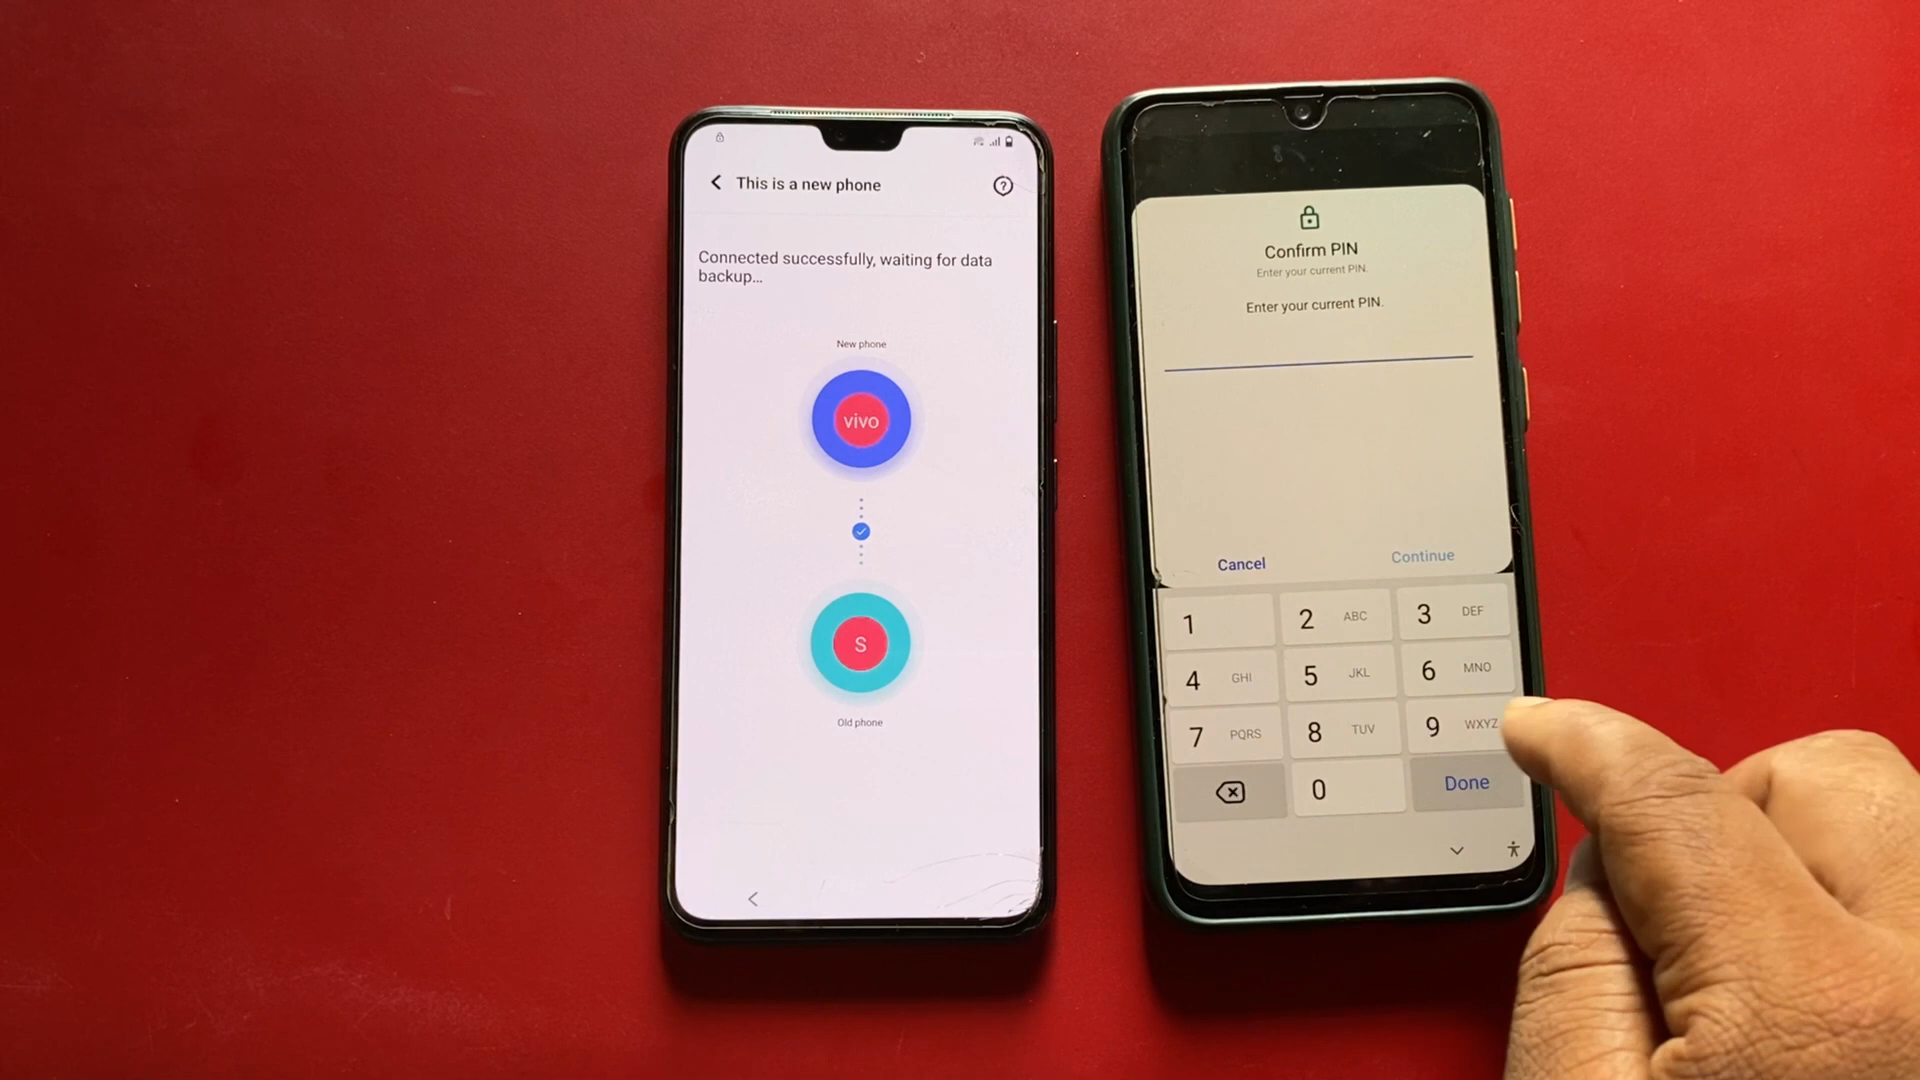 This is a new phone
Connected successfully, waiting for data
backup...
New phone
vivo
S
Old phone
Confirm PIN
Enter your current PIN.
Enter your current PIN.
Cancel
Continue
1
2 ABC
3 DEF
4 GHI
5 JKL
6 MNO
7 PQRS
8 TUV
9 WXYZ
0
Done